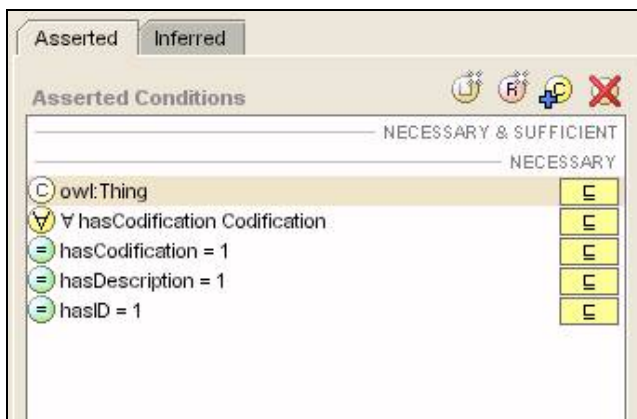 Asserted Inferred
Asserted Conditions
NECESSARY & SUFFICIENT
NECESSARY
C owl:Thing ⊑
∀ ∀ hasCodification Codification ⊑
= hasCodification = 1 ⊑
= hasDescription = 1 ⊑
= hasID = 1 ⊑